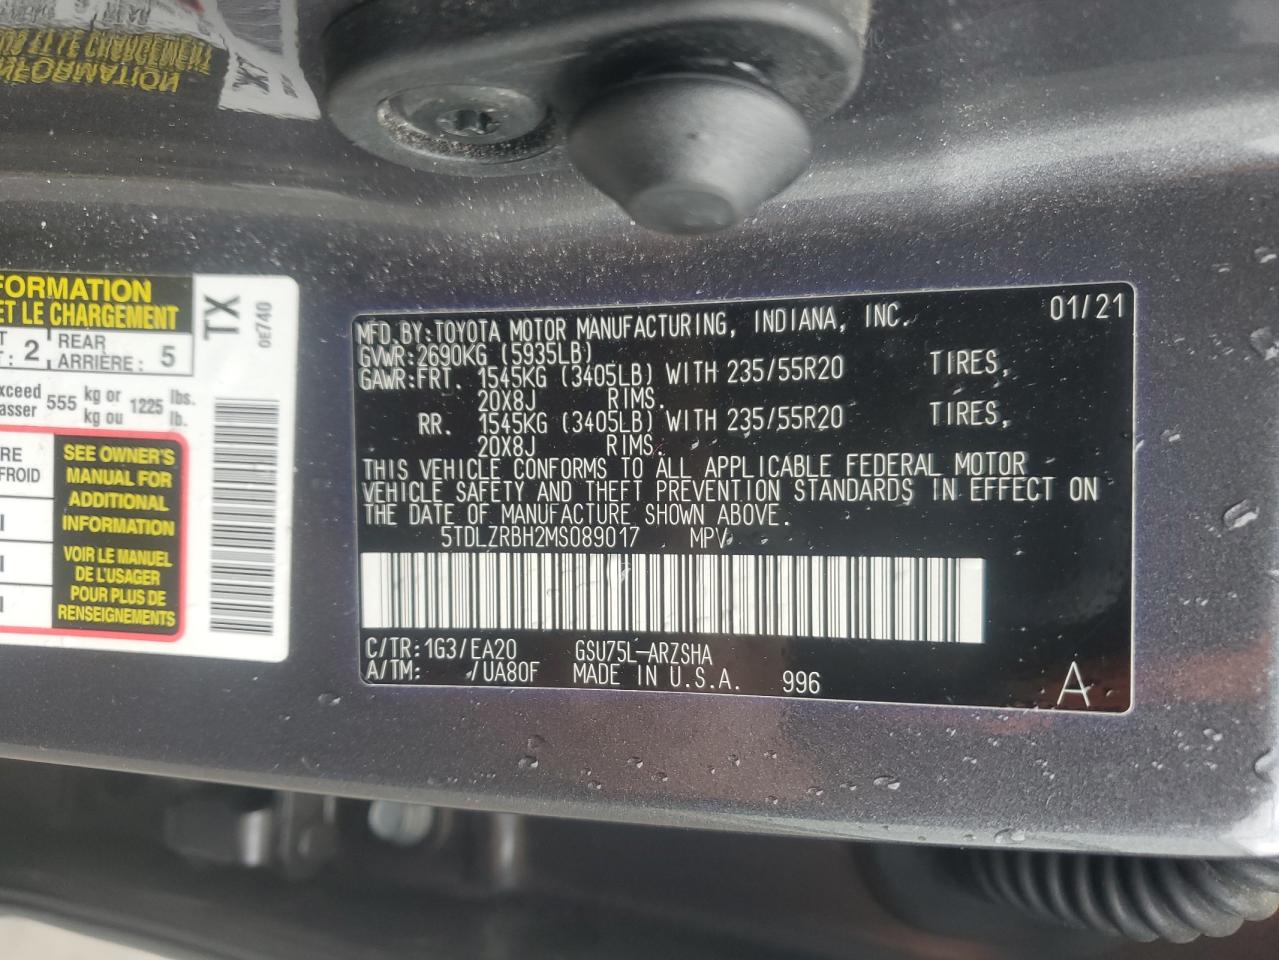 INFORMATION
ET LE CHARGEMENT
FORMATION
ET LE CHARGEMENT
2
REAR
ARRIÈRE: 5
555 kg or
kg ou 1225 lbs.
lb.
SEE OWNER'S
MANUAL FOR
ADDITIONAL
INFORMATION
VOIR LE MANUEL
DE L'USAGER
POUR PLUS DE
RENSEIGNEMENTS
TX
0E740
01/21
MFD.BY:TOYOTA MOTOR MANUFACTURING, INDIANA, INC.
GVWR:2690KG (5935LB)
GAWR:FRT. 1545KG (3405LB) WITH 235/55R20 TIRES,
20X8J RIMS.
RR. 1545KG (3405LB) WITH 235/55R20 TIRES,
20X8J RIMS.
THIS VEHICLE CONFORMS TO ALL APPLICABLE FEDERAL MOTOR
VEHICLE SAFETY AND THEFT PREVENTION STANDARDS IN EFFECT ON
THE DATE OF MANUFACTURE SHOWN ABOVE.
5TDLZRBH2MS089017 MPV
C/TR:1G3/EA20 GSU75L-ARZSHA
A/TM: -/UA80F MADE IN U.S.A. 996
A